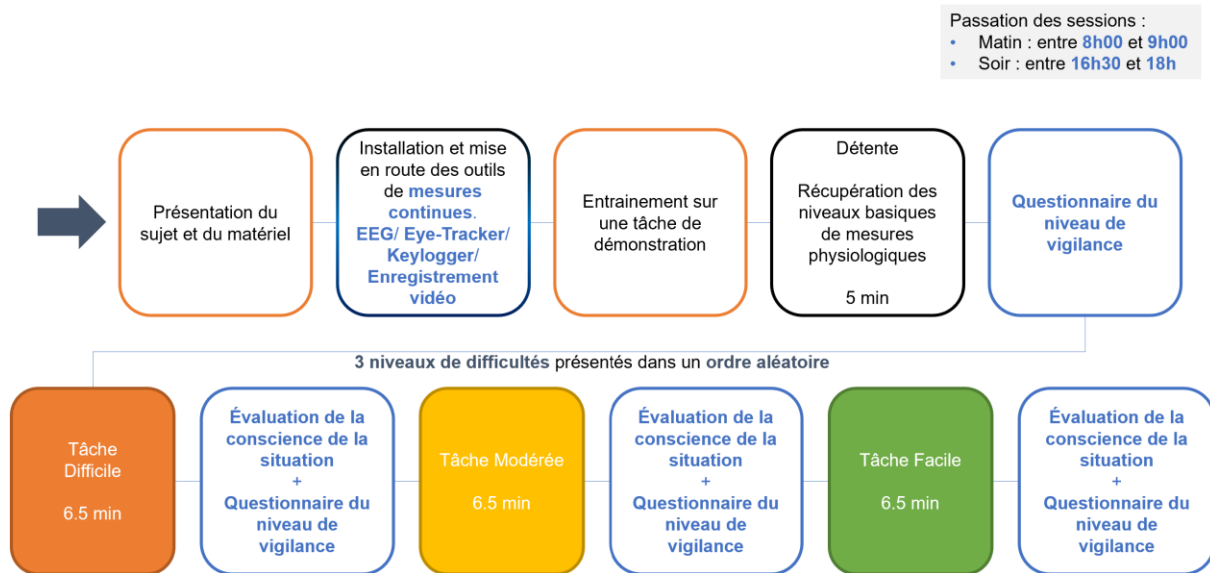 Passation des sessions :
• Matin : entre 8h00 et 9h00
• Soir : entre 16h30 et 18h
Présentation du
sujet et du matériel
Installation et mise
en route des outils
de mesures
continues.
EEG/ Eye-Tracker/
Keylogger/
Enregistrement
vidéo
Entrainement sur
une tâche de
démonstration
Détente
Récupération des
niveaux basiques
de mesures
physiologiques
5 min
Questionnaire du
niveau de
vigilance
3 niveaux de difficultés présentés dans un ordre aléatoire
Tâche
Difficile
6.5 min
Évaluation de la
conscience de la
situation
+
Questionnaire du
niveau de
vigilance
Tâche Modérée
6.5 min
Évaluation de la
conscience de la
situation
+
Questionnaire du
niveau de
vigilance
Tâche Facile
6.5 min
Évaluation de la
conscience de la
situation
+
Questionnaire du
niveau de
vigilance